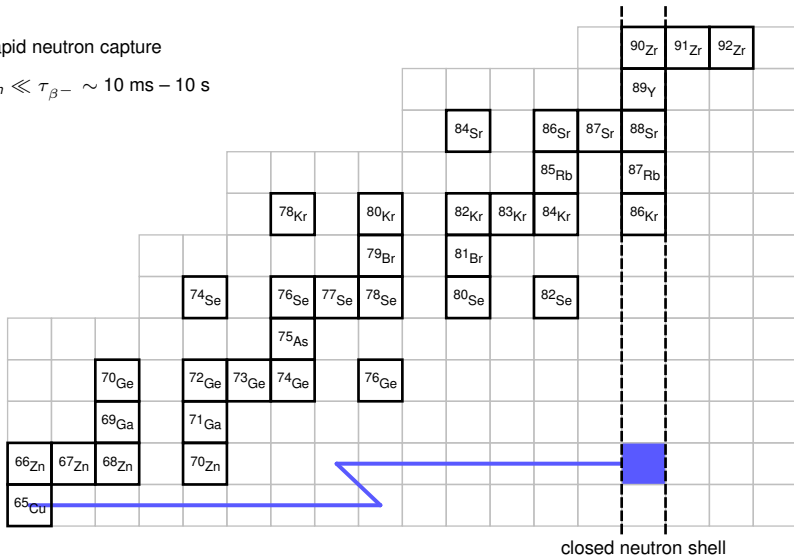 apid neutron capture
≪ τβ− ∼ 10 ms – 10 s
90Zr 91Zr 92Zr
89Y
84Sr 86Sr 87Sr 88Sr
85Rb 87Rb
78Kr 80Kr 82Kr 83Kr 84Kr 86Kr
79Br 81Br
74Se 76Se 77Se 78Se 80Se 82Se
75As
70Ge 72Ge 73Ge 74Ge 76Ge
69Ga 71Ga
66Zn 67Zn 68Zn 70Zn
65Cu
closed neutron shell